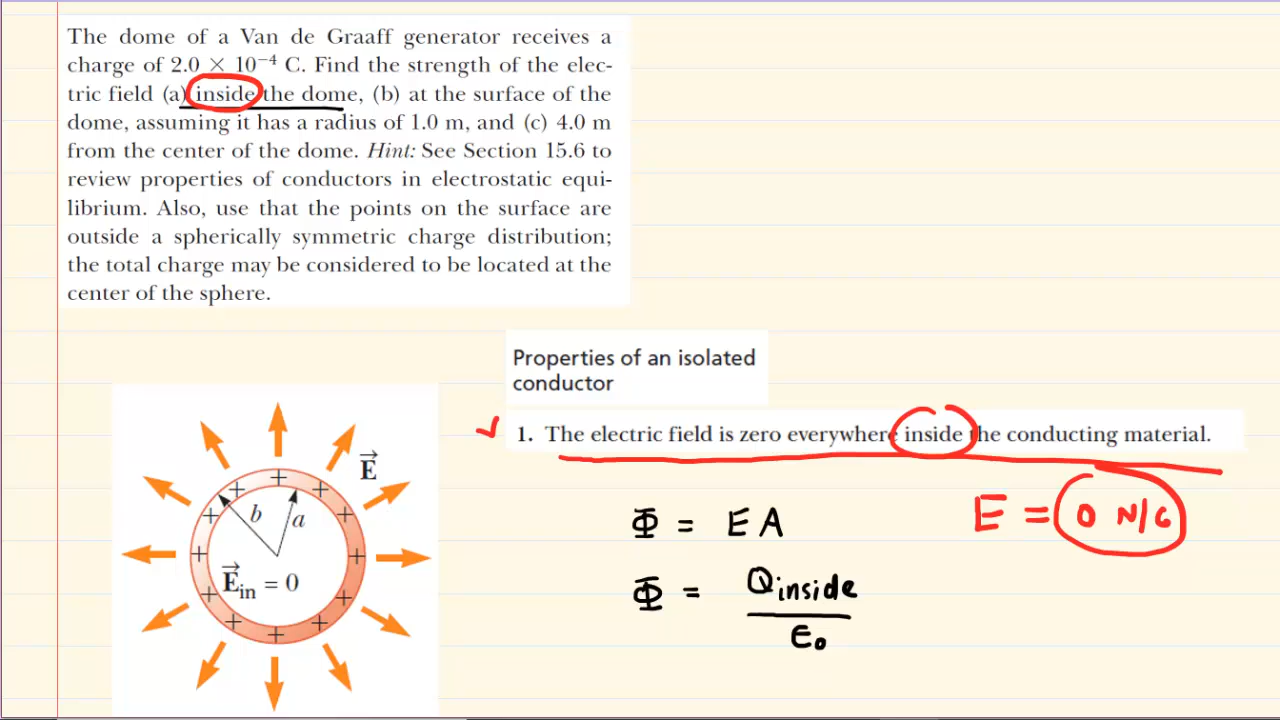 The dome of a Van de Graaff generator receives a
charge of 2.0 × 10⁻⁴ C. Find the strength of the elec-
tric field (a) inside the dome, (b) at the surface of the
dome, assuming it has a radius of 1.0 m, and (c) 4.0 m
from the center of the dome. Hint: See Section 15.6 to
review properties of conductors in electrostatic equi-
librium. Also, use that the points on the surface are
outside a spherically symmetric charge distribution;
the total charge may be considered to be located at the
center of the sphere.
Properties of an isolated
conductor
1. The electric field is zero everywhere inside the conducting material.
E⃗
b a
E⃗in = 0
+ + + + + + + + + + + + + +
Φ = EA
E = 0 N/C
Φ = Qinside
ε₀